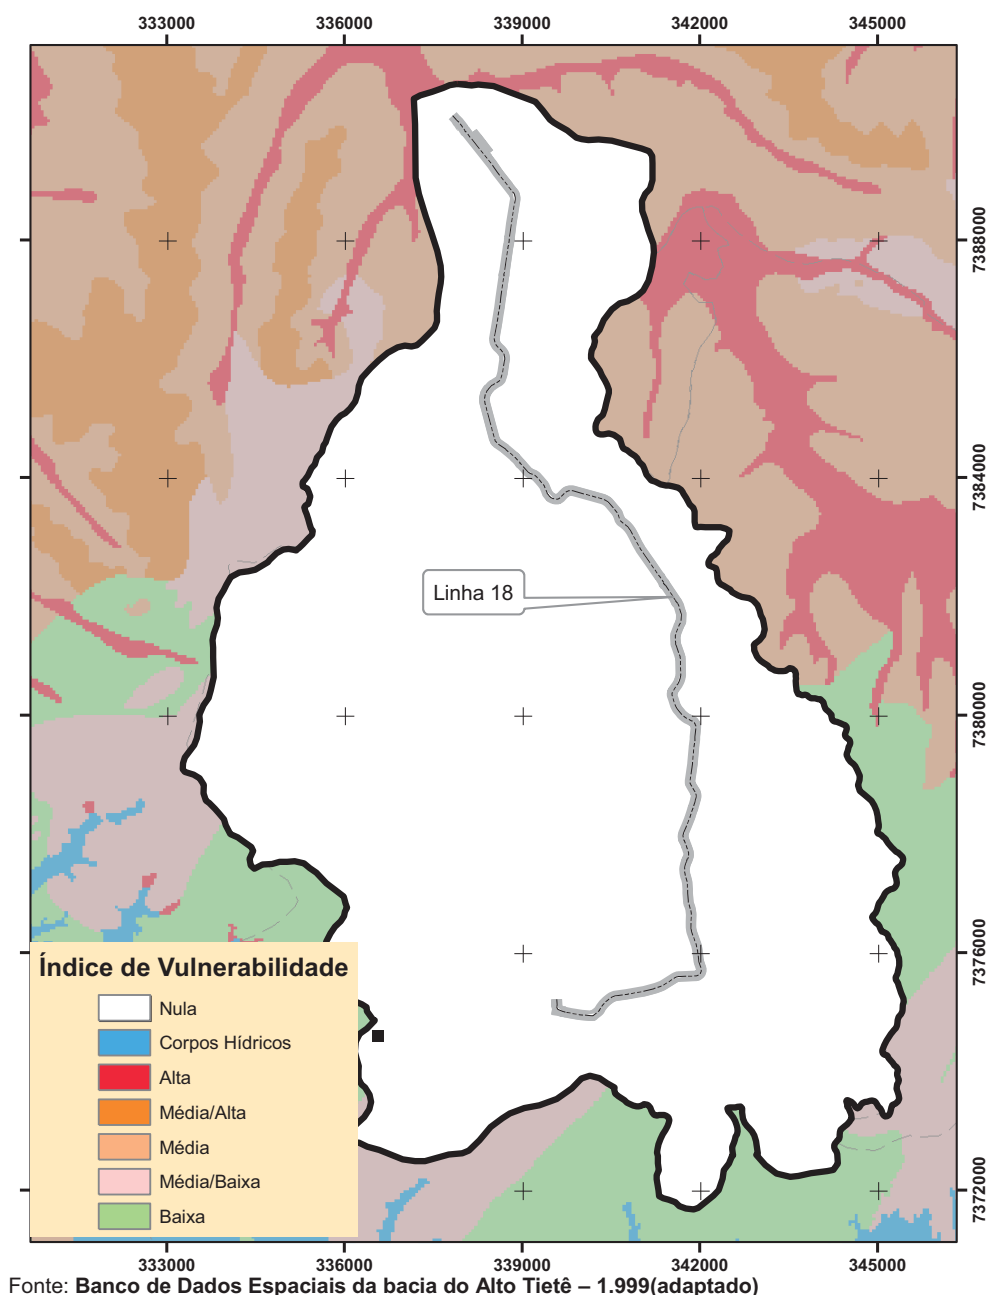 333000 336000 339000 342000 345000
7388000
7384000
Linha 18
7380000
7376000
Índice de Vulnerabilidade
Nula
Corpos Hídricos
Alta
Média/Alta
Média
Média/Baixa
Baixa
7372000
333000 336000 339000 342000 345000
Fonte: Banco de Dados Espaciais da bacia do Alto Tietê – 1.999(adaptado)